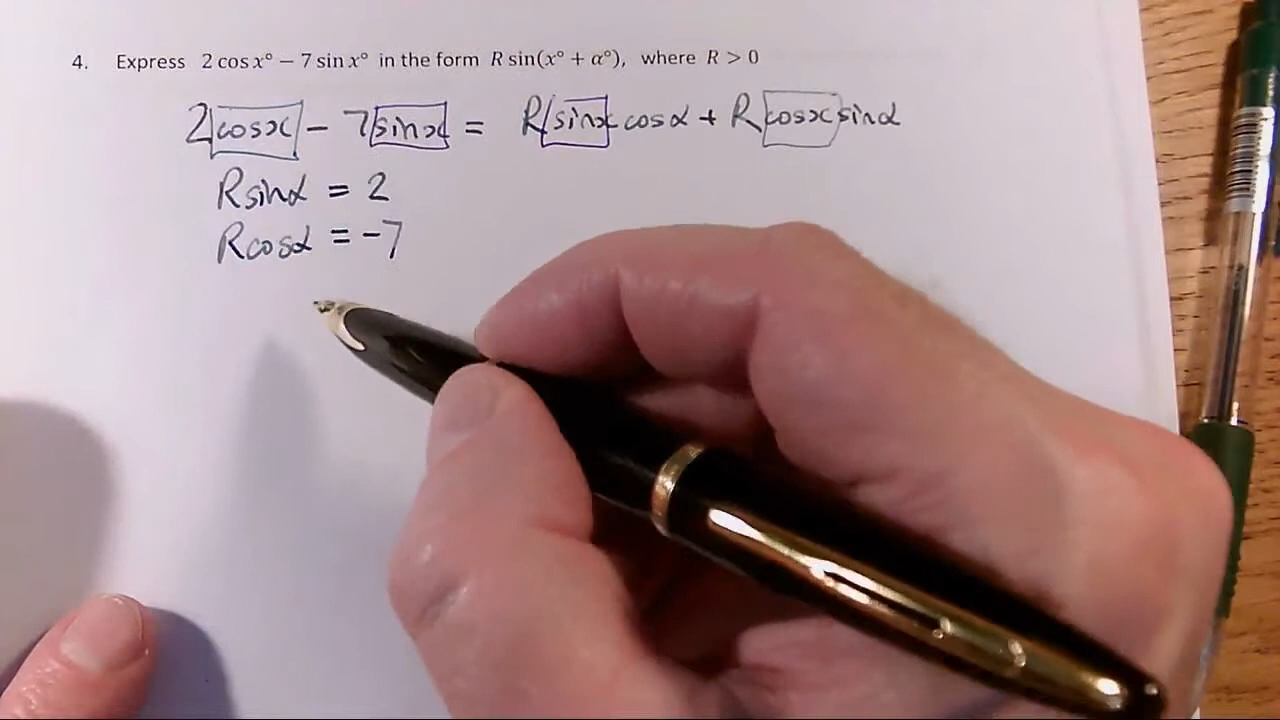 4. Express 2 cos x° − 7 sin x° in the form R sin(x° + α°), where R > 0
2cosx − 7sinx = Rsinx cosα + Rcosx sinα
Rsinα = 2
Rcosα = −7